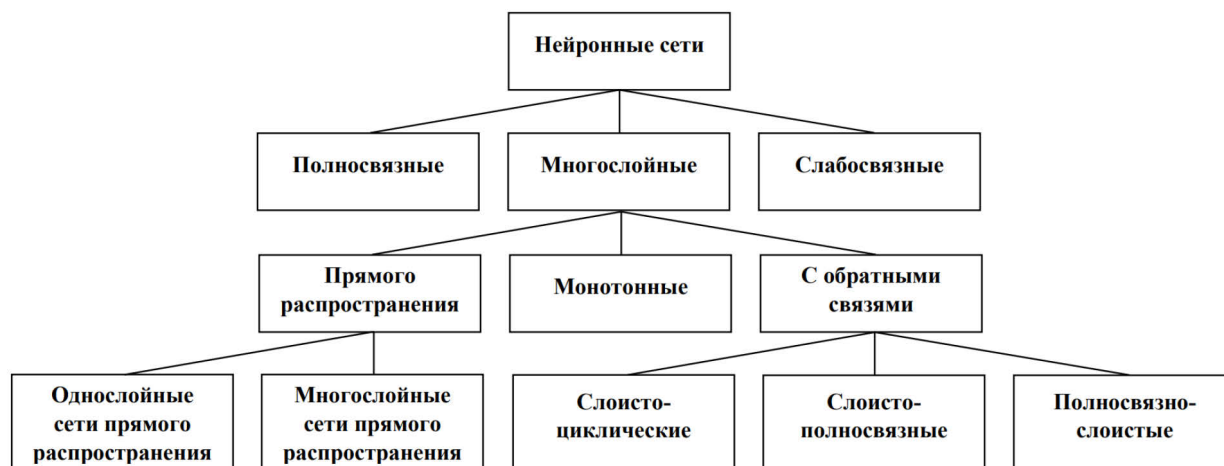 Нейронные сети
Полносвязные
Многослойные
Слабосвязные
Прямого
распространения
Монотонные
С обратными
связями
Однослойные
сети прямого
распространения
Многослойные
сети прямого
распространения
Слоисто-
циклические
Слоисто-
полносвязные
Полносвязно-
слоистые